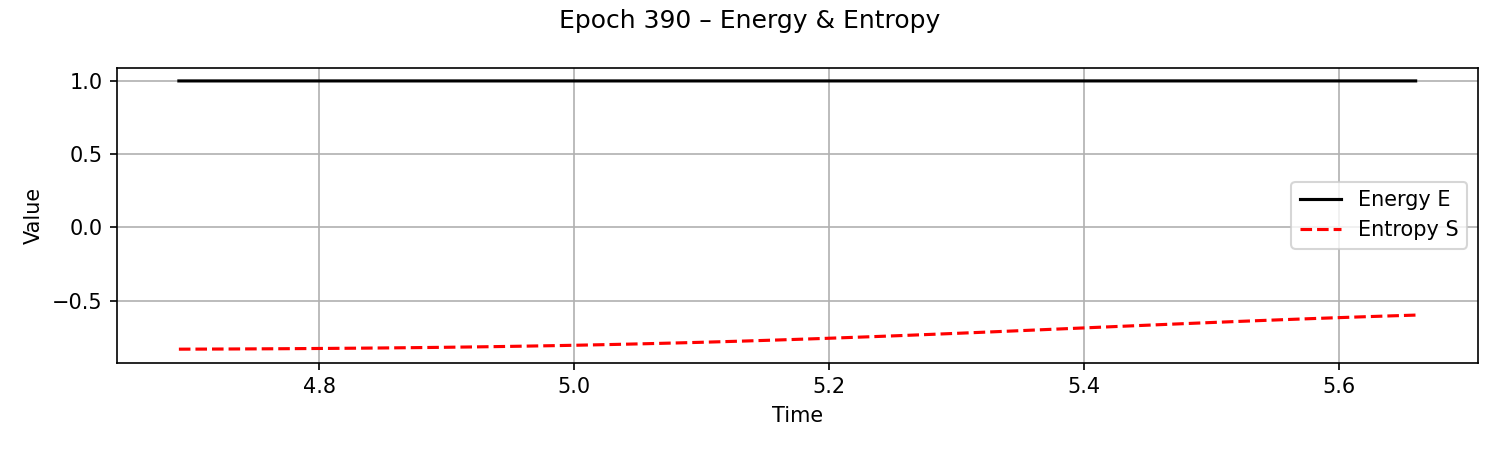 Epoch 390 – Energy & Entropy
1.0
0.5
0.0
−0.5
Value
Energy E
Entropy S
4.8 5.0 5.2 5.4 5.6
Time